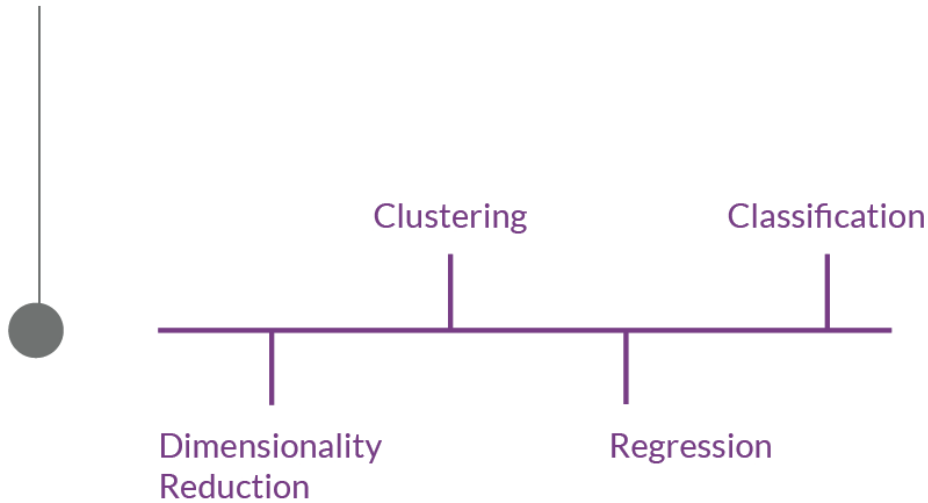 Clustering
Classification
Dimensionality
Reduction
Regression